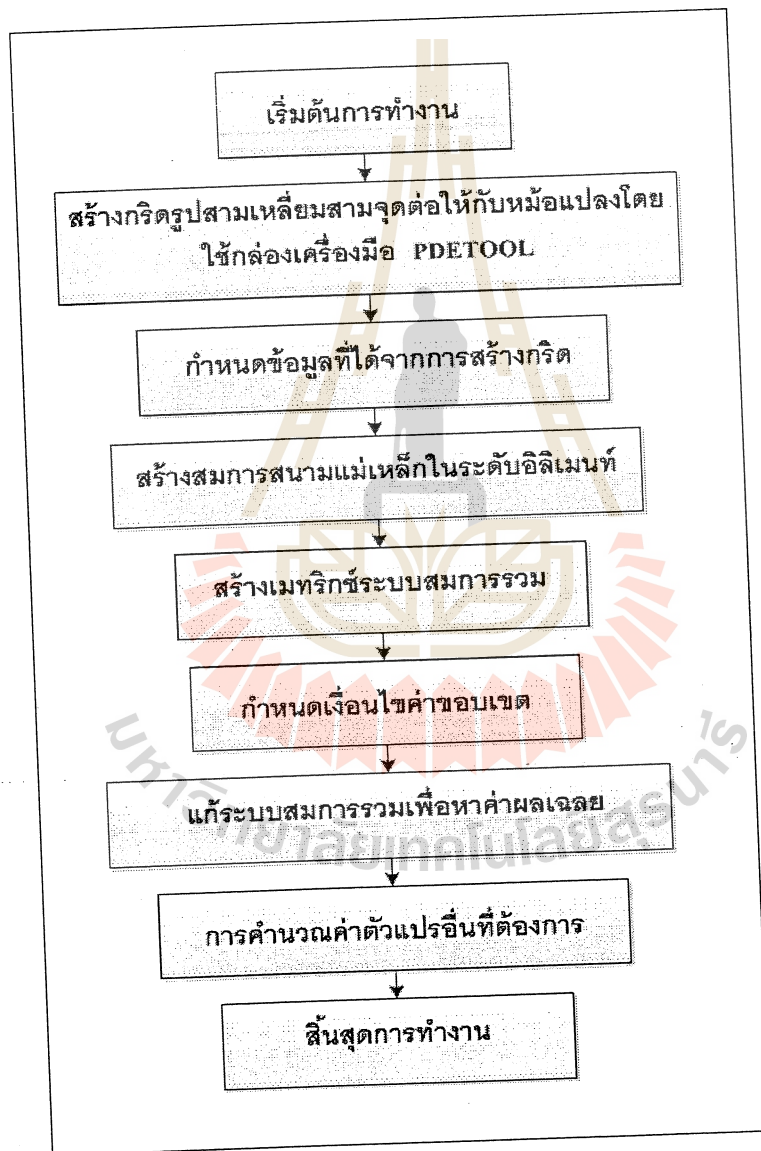 เริ่มต้นการทำงาน
สร้างกริดรูปสามเหลี่ยมสามจุดต่อให้กับหม้อแปลงโดย
ใช้กล่องเครื่องมือ PDETOOL
กำหนดข้อมูลที่ได้จากการสร้างกริด
สร้างสมการสนามแม่เหล็กในระดับอิลิเมนท์
สร้างเมทริกซ์ระบบสมการรวม
กำหนดเงื่อนไขค่าขอบเขต
แก้ระบบสมการรวมเพื่อหาค่าผลเฉลย
มหาวิทยาลัยเทคโนโลยีสุรนารี
การคำนวณค่าตัวแปรอื่นที่ต้องการ
สิ้นสุดการทำงาน